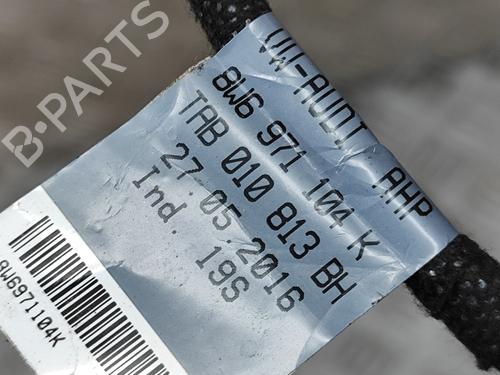 VW-AUDI AHP
8W6 971 104 K
TAB 010 813 BH
27.05.2016
Ind. 19S
8W6971104K
B-PARTS